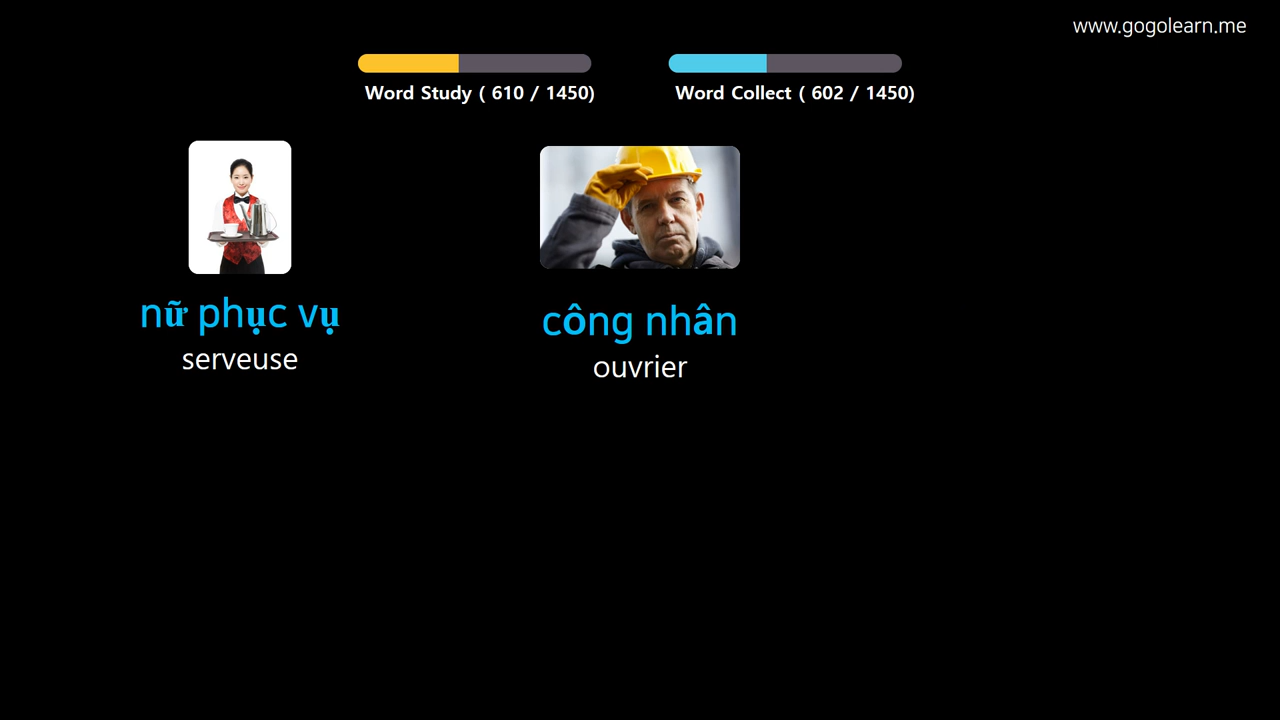 www.gogolearn.me
Word Study ( 610 / 1450)
Word Collect ( 602 / 1450)
nữ phục vụ
serveuse
công nhân
ouvrier